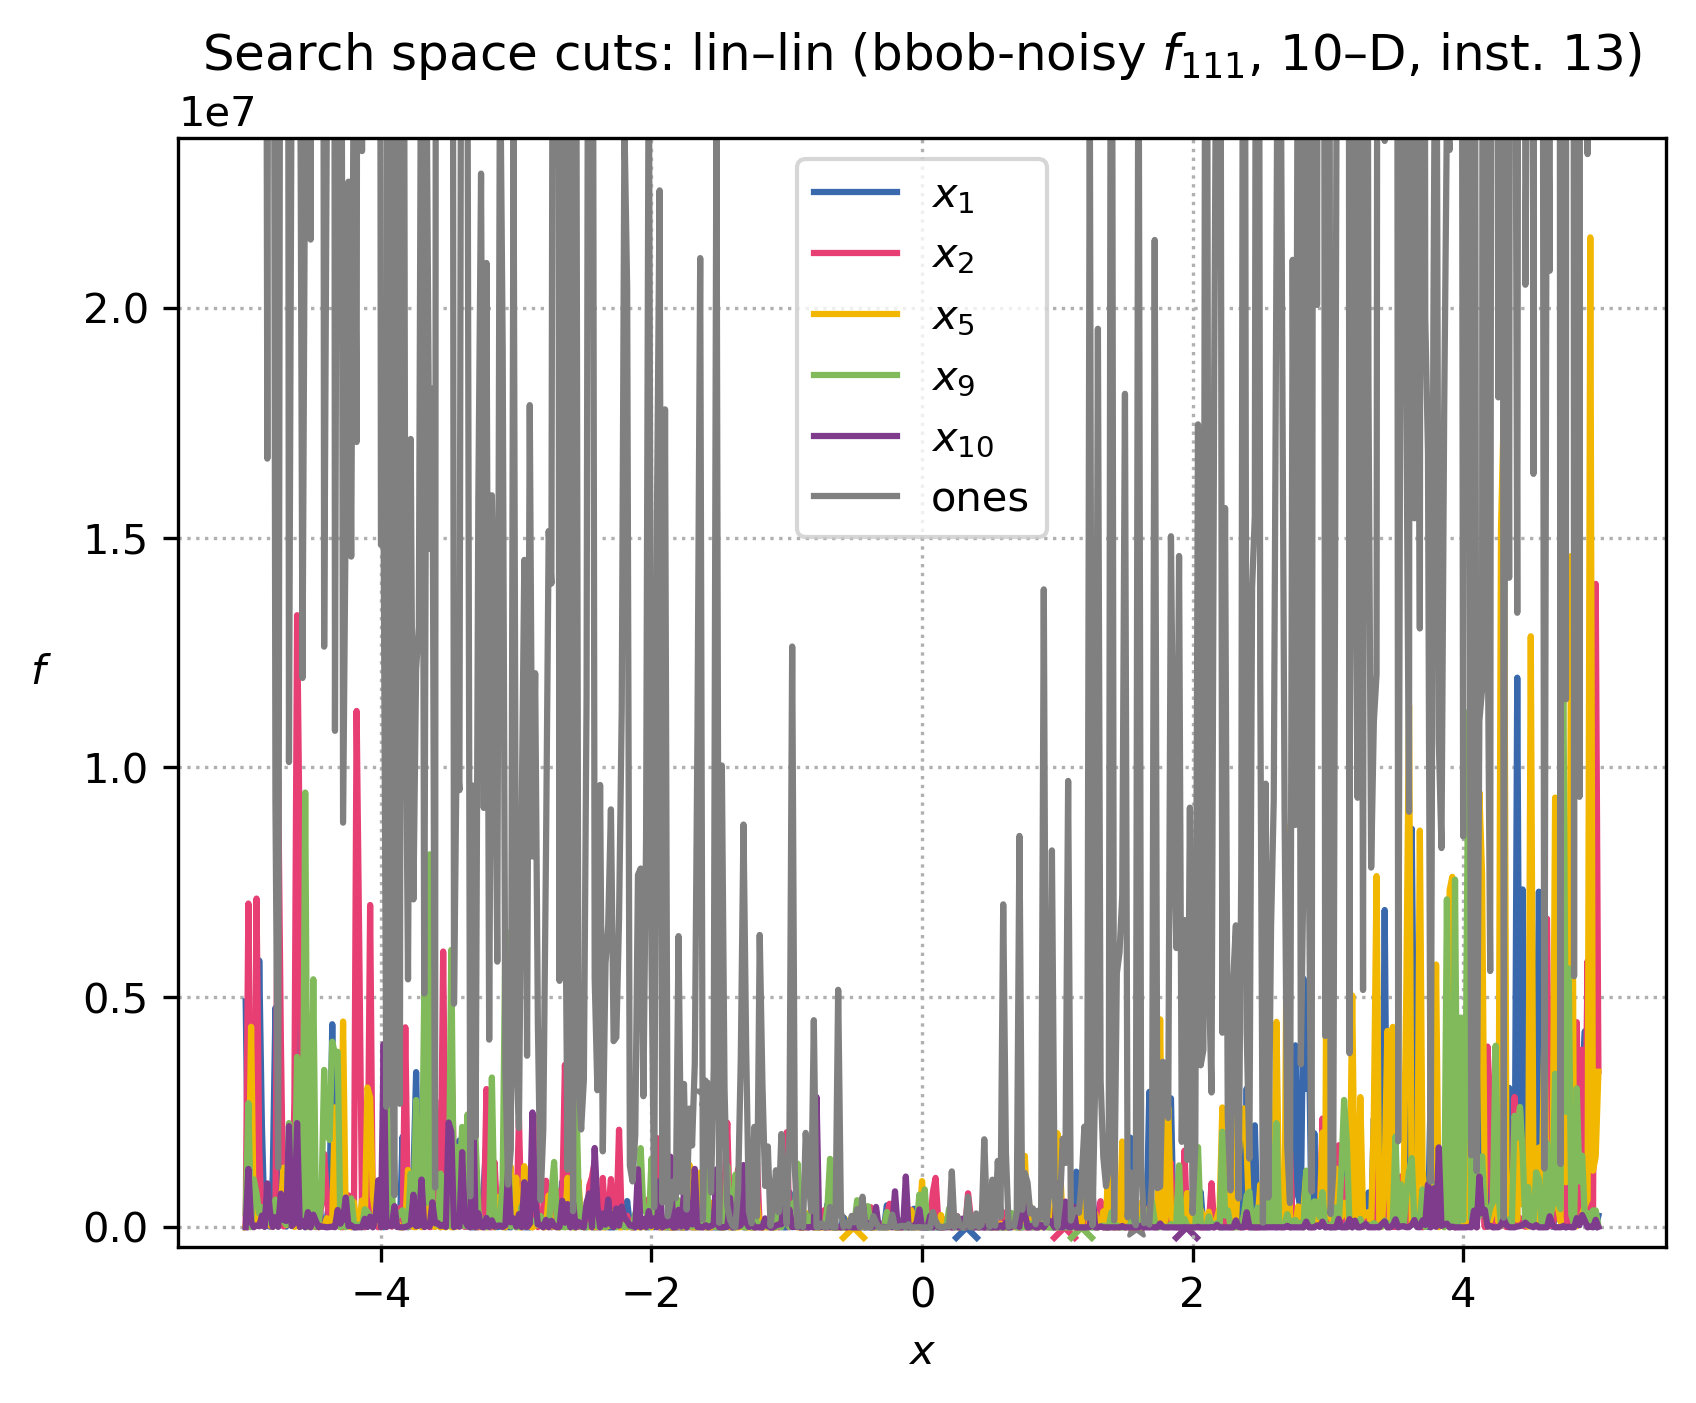 Search space cuts: lin–lin (bbob-noisy f₁₁₁, 10–D, inst. 13)
1e7
2.0
1.5
1.0
0.5
0.0
f
x₁
x₂
x₅
x₉
x₁₀
ones
−4 −2 0 2 4
x